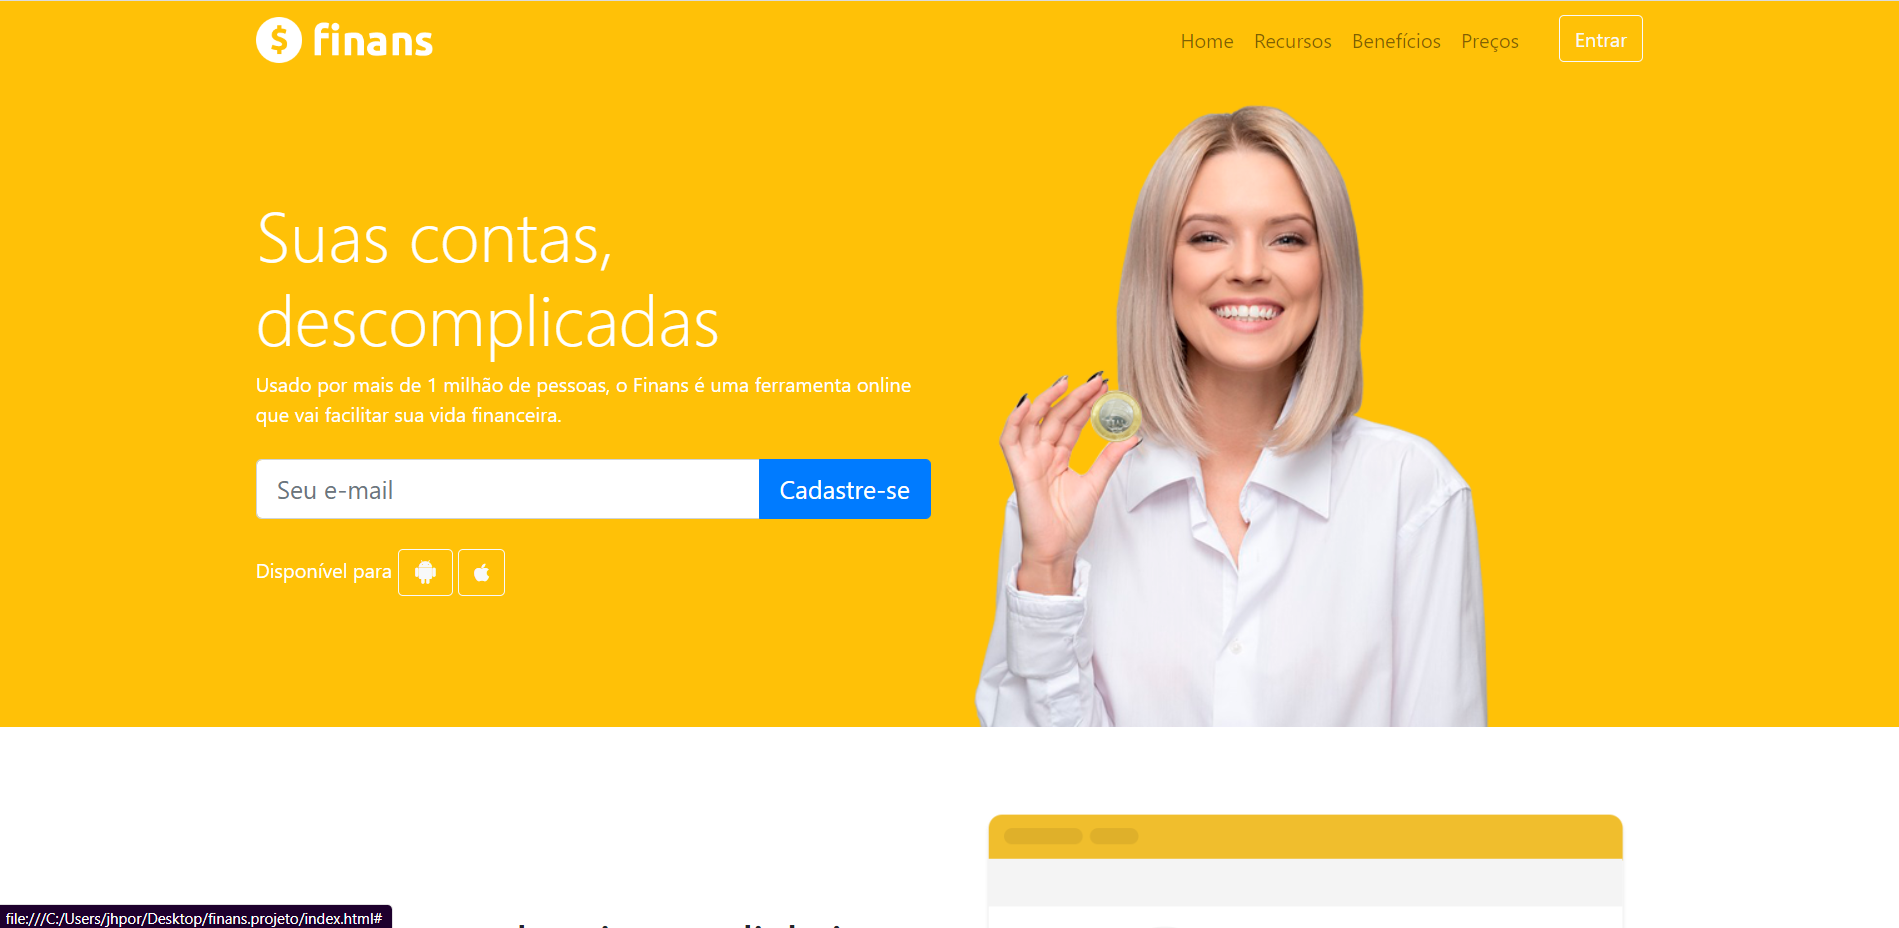 finans
Home Recursos Benefícios Preços Entrar
Suas contas,
descomplicadas
Usado por mais de 1 milhão de pessoas, o Finans é uma ferramenta online
que vai facilitar sua vida financeira.
Seu e-mail Cadastre-se
Disponível para
file:///C:/Users/jhpor/Desktop/finans.projeto/index.html#